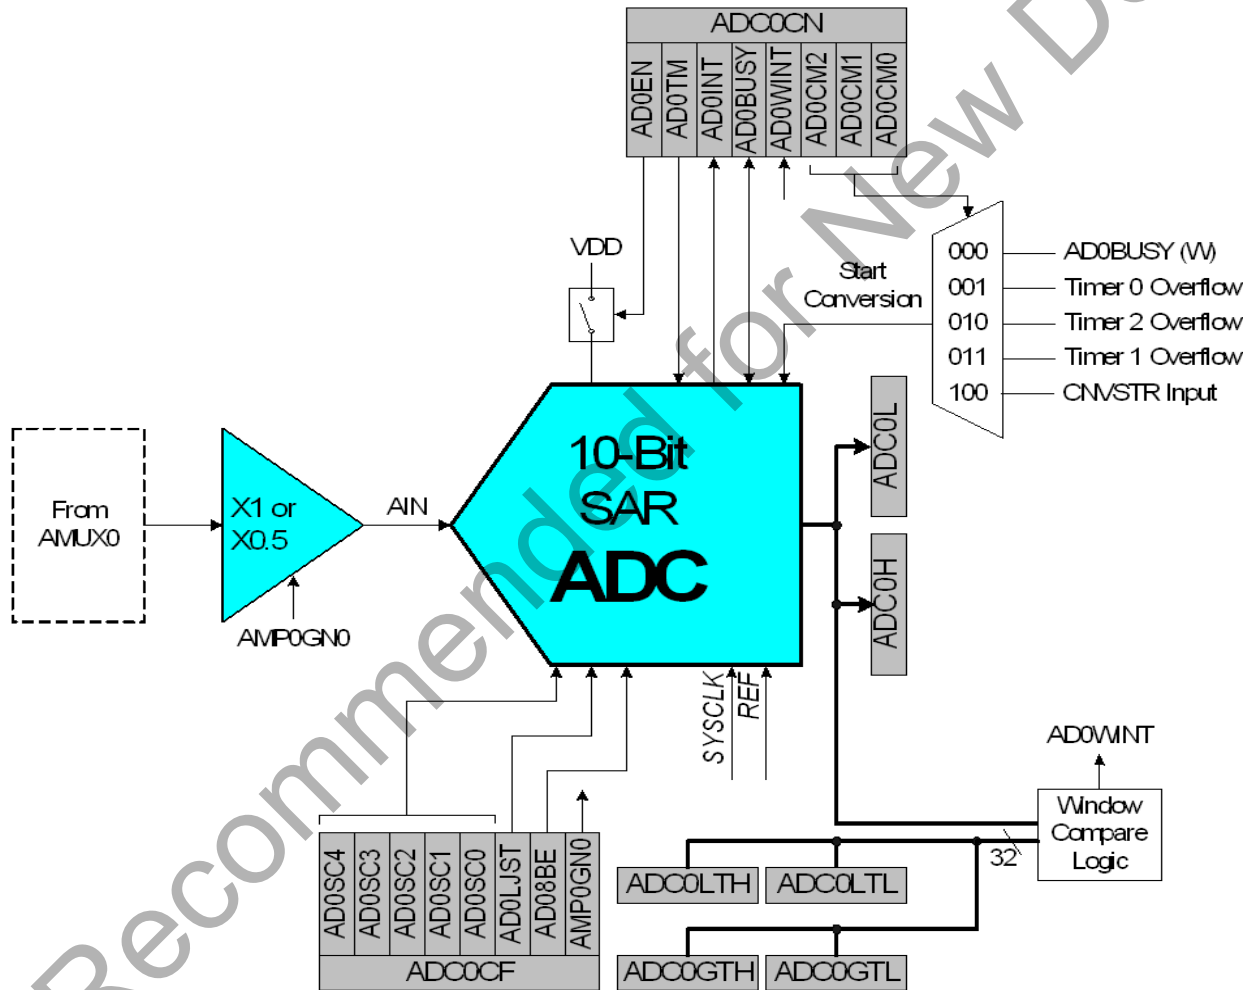 ADC0CN
AD0EN
AD0TM
AD0INT
AD0BUSY
AD0WINT
AD0CM2
AD0CM1
AD0CM0
VDD
Start
Conversion
000
AD0BUSY (W)
001
Timer 0 Overflow
010
Timer 2 Overflow
011
Timer 1 Overflow
100
CNVSTR Input
From
AMUX0
X1 or
X0.5
AMP0GN0
AIN
10-Bit
SAR
ADC
ADC0L
ADC0H
SYSCLK
REF
AD0WINT
Window
Compare
Logic
32
AD0SC4
AD0SC3
AD0SC2
AD0SC1
AD0SC0
AD0LJST
AD08BE
AMP0GN0
ADC0CF
ADC0LTH
ADC0LTL
ADC0GTH
ADC0GTL
Recommended for New